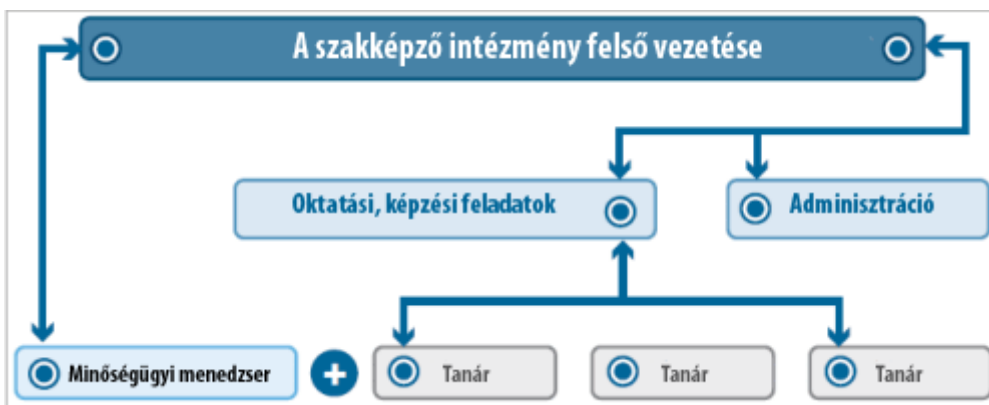 A szakképző intézmény felső vezetése
Oktatási, képzési feladatok
Adminisztráció
Minőségügyi menedzser
Tanár
Tanár
Tanár